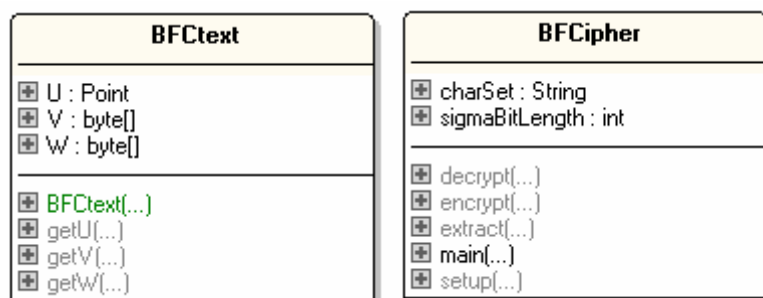 BFCtext
U : Point
V : byte[]
W : byte[]
BFCtext(...)
getU(...)
getV(...)
getW(...)
BFCipher
charSet : String
sigmaBitLength : int
decrypt(...)
encrypt(...)
extract(...)
main(...)
setup(...)